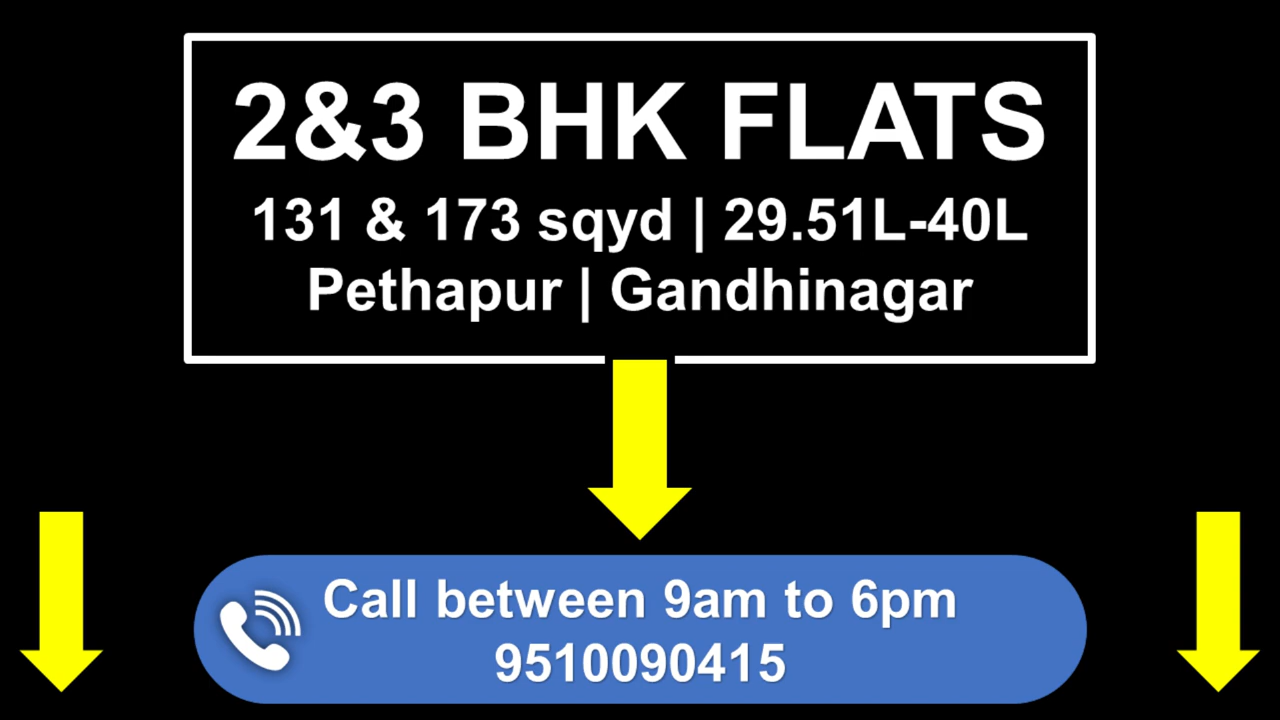 2&3 BHK FLATS
131 & 173 sqyd | 29.51L-40L
Pethapur | Gandhinagar
Call between 9am to 6pm
9510090415